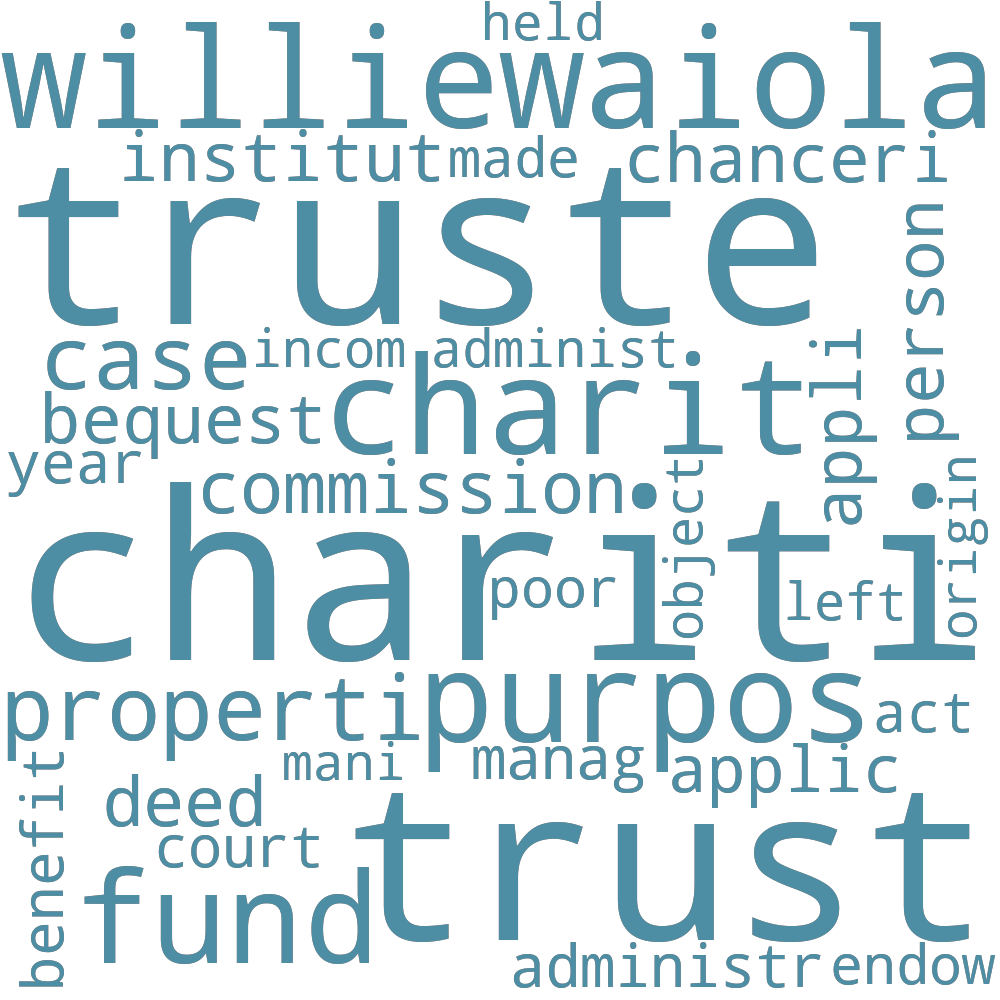 held
williewaiola
institut made chanceri
truste
person
case incom administ
appli
bequest charit
year
commission
object
origin
chariti
poor
left
properti purpos act
mani manag applic
benefit
deed
court
trust
fund
administr endow